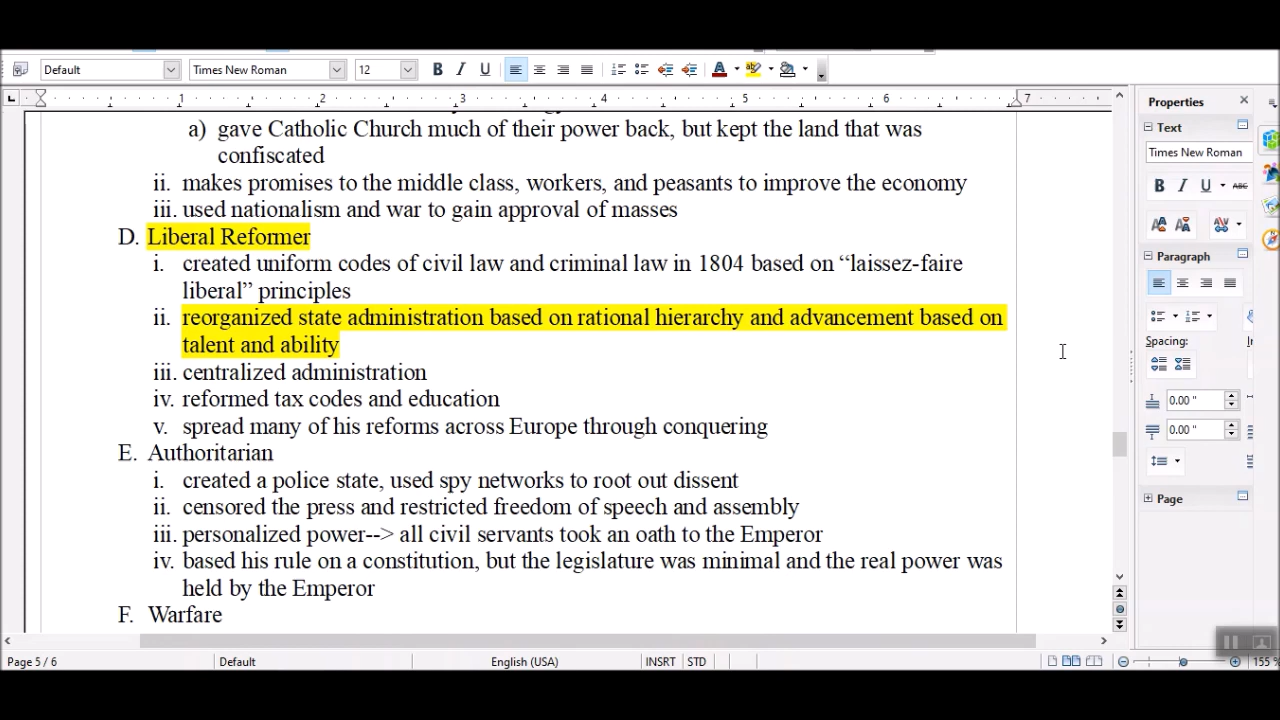 Default Times New Roman 12 B I U A
1 2 3 4 5 6 7
a) gave Catholic Church much of their power back, but kept the land that was
confiscated
ii. makes promises to the middle class, workers, and peasants to improve the economy
iii. used nationalism and war to gain approval of masses
D. Liberal Reformer
i. created uniform codes of civil law and criminal law in 1804 based on “laissez-faire
liberal” principles
ii. reorganized state administration based on rational hierarchy and advancement based on
talent and ability
iii. centralized administration
iv. reformed tax codes and education
v. spread many of his reforms across Europe through conquering
E. Authoritarian
i. created a police state, used spy networks to root out dissent
ii. censored the press and restricted freedom of speech and assembly
iii. personalized power--> all civil servants took an oath to the Emperor
iv. based his rule on a constitution, but the legislature was minimal and the real power was
held by the Emperor
F. Warfare
Properties
Text
Times New Roman
B I U ABC
Paragraph
Spacing:
0.00 "
0.00 "
Page
Page 5 / 6 Default English (USA) INSRT STD 155 %